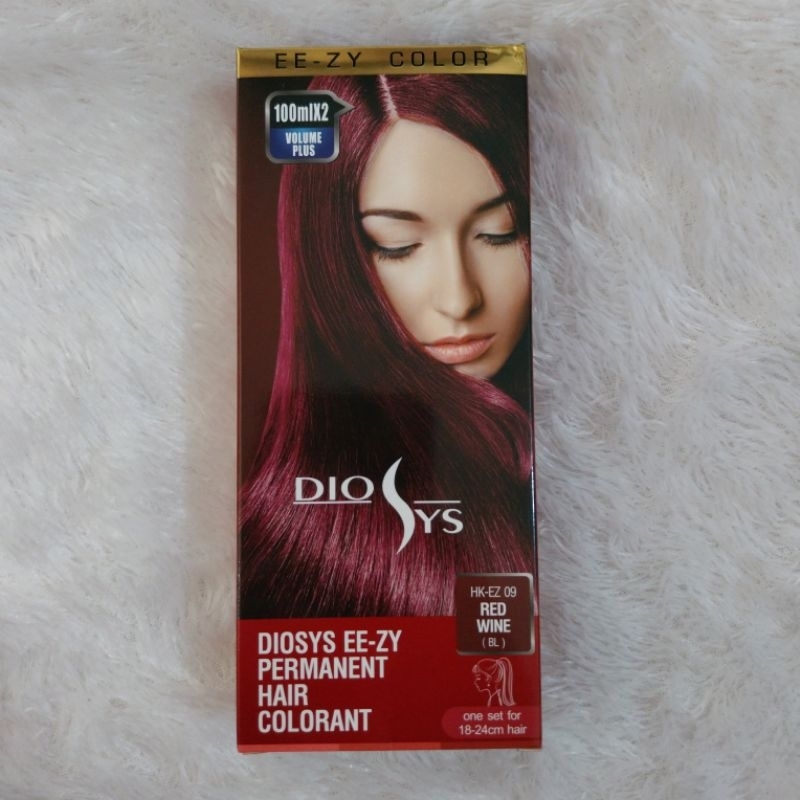 EE-ZY COLOR
100mlX2
VOLUME
PLUS
DIOSYS
HK-EZ 09
RED
WINE
( BL )
DIOSYS EE-ZY
PERMANENT
HAIR
COLORANT
one set for
18-24cm hair